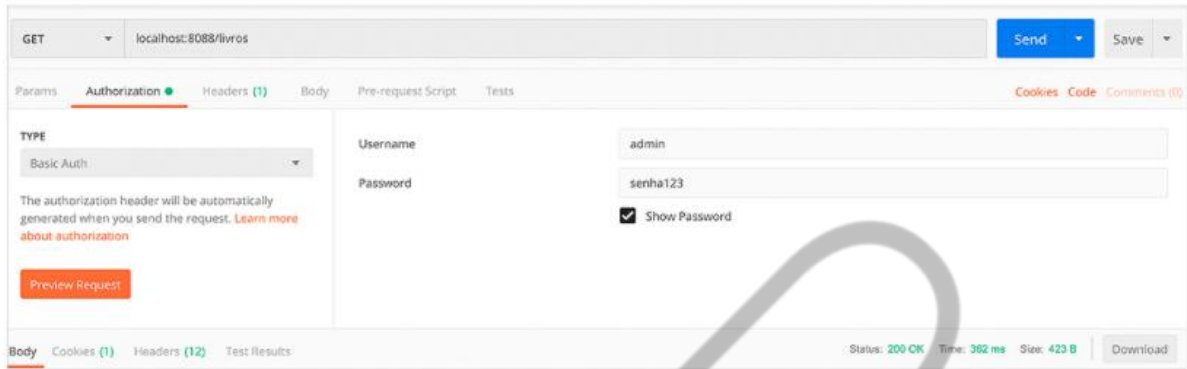 GET localhost:8088/livros Send Save
Params Authorization Headers (1) Body Pre-request Script Tests Cookies Code Comments (0)
TYPE
Basic Auth
The authorization header will be automatically
generated when you send the request. Learn more
about authorization
Preview Request
Username admin
Password senha123
Show Password
Body Cookies (1) Headers (12) Test Results Status: 200 OK Time: 362 ms Size: 423 B Download